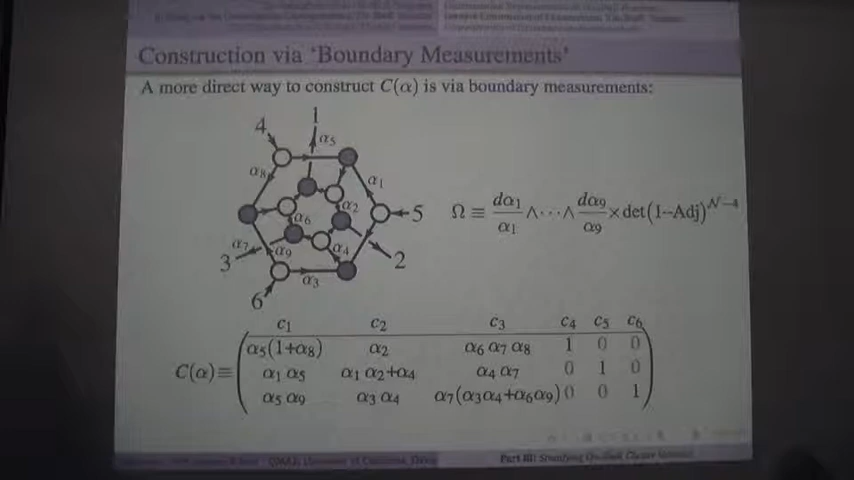 Construction via 'Boundary Measurements'
A more direct way to construct C(α) is via boundary measurements:
1
4
α5
α8
α1
α2
5
α6
Ω ≡ dα1/α1 ∧ ··· ∧ dα9/α9 × det(1−Adj)^{𝒩−4}
α7
α9
α4
3
2
α3
6
c1 c2 c3 c4 c5 c6
α5(1+α8) α2 α6 α7 α8 1 0 0
C(α)≡ α1 α5 α1 α2+α4 α4 α7 0 1 0
α5 α9 α3 α4 α7(α3α4+α6α9) 0 0 1
Part III: